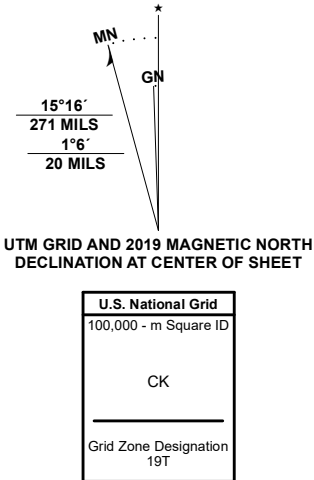 ★
MN
GN
15°16´
271 MILS
1°6´
20 MILS
UTM GRID AND 2019 MAGNETIC NORTH
DECLINATION AT CENTER OF SHEET
U.S. National Grid
100,000 - m Square ID
CK
Grid Zone Designation
19T